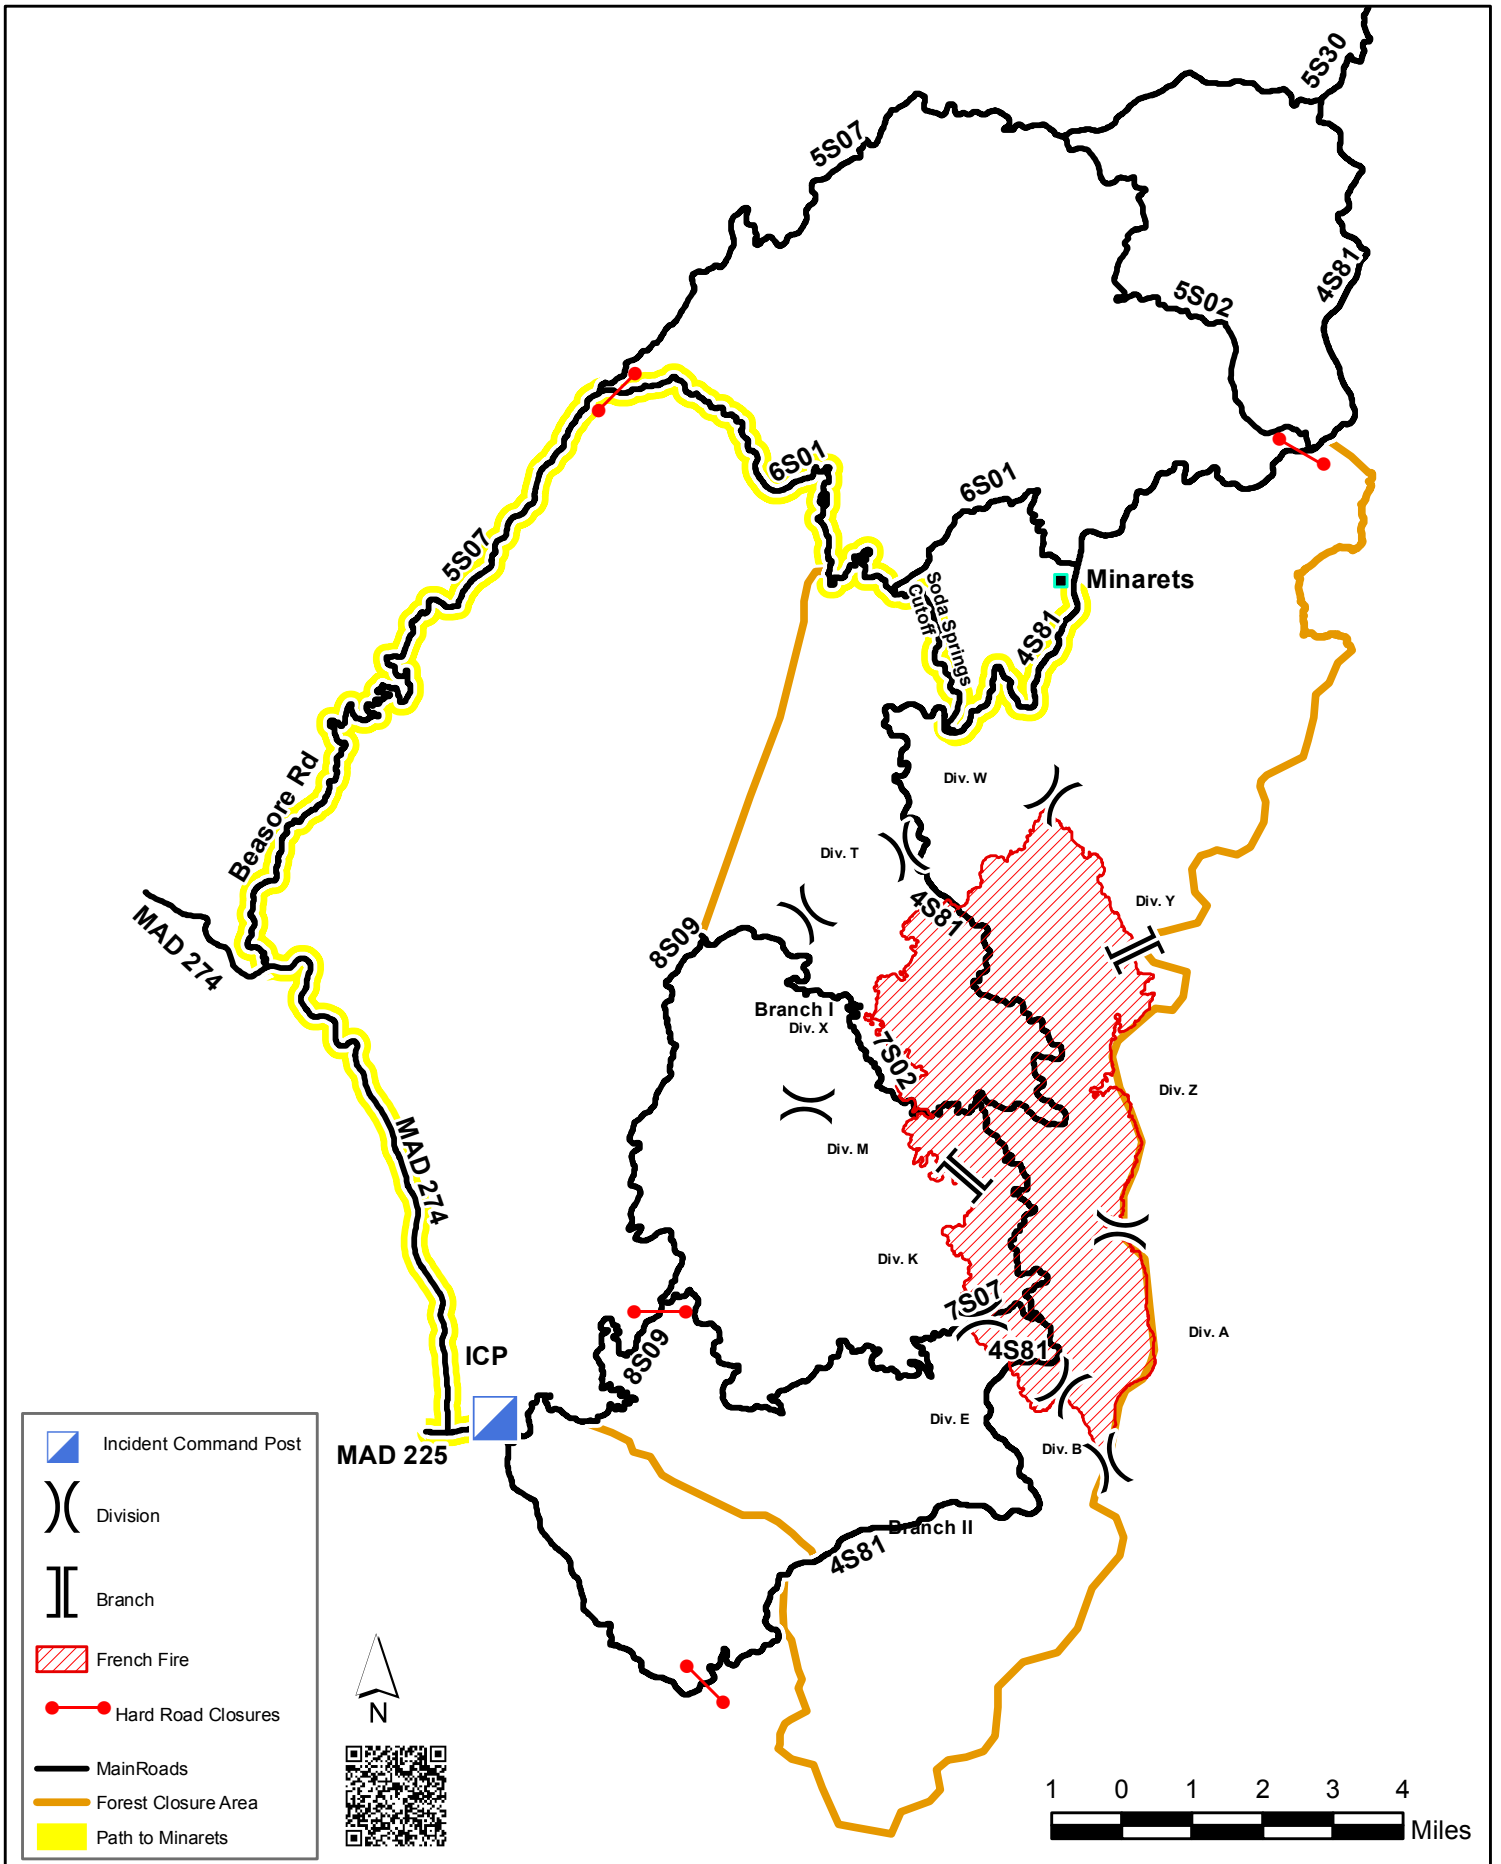 5S30
5S07
4S81
5S02
6S01
6S01
5S07
Minarets
Soda Springs
Cutoff
4S81
Div. W
Beasore Rd
Div. T
4S81
Div. Y
MAD 274
8S09
Branch I
Div. X
7S02
Div. Z
MAD 274
Div. M
Div. K
7S07
Div. A
4S81
8S09
ICP
Div. E
Div. B
MAD 225
Branch II
4S81
Incident Command Post
Division
Branch
French Fire
Hard Road Closures
MainRoads
Forest Closure Area
Path to Minarets
N
1 0 1 2 3 4
Miles